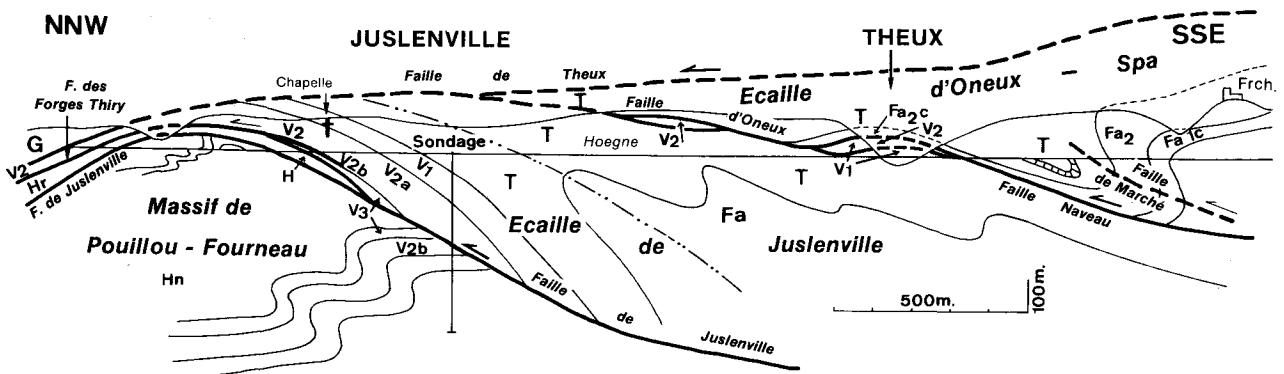 NNW
JUSLENVILLE
THEUX
SSE
F. des
Forges Thiry
Chapelle
Faille de Theux
Ecaille d'Oneux
Spa
Frch.
T
Faille d'Oneux
T
Fa2c
V2
Fa2
Fa1c
G
V2
T
Hoegne
V2
T
V2
Hr
F. de Juslenville
H
V2b
V2a
V1
Sondage
T
T
V1
Faille
de Marché
Massif de
Pouillou - Fourneau
V3
V2b
Ecaille de Juslenville
Fa
Faille Naveau
Hn
Faille de Juslenville
500m.
100m.